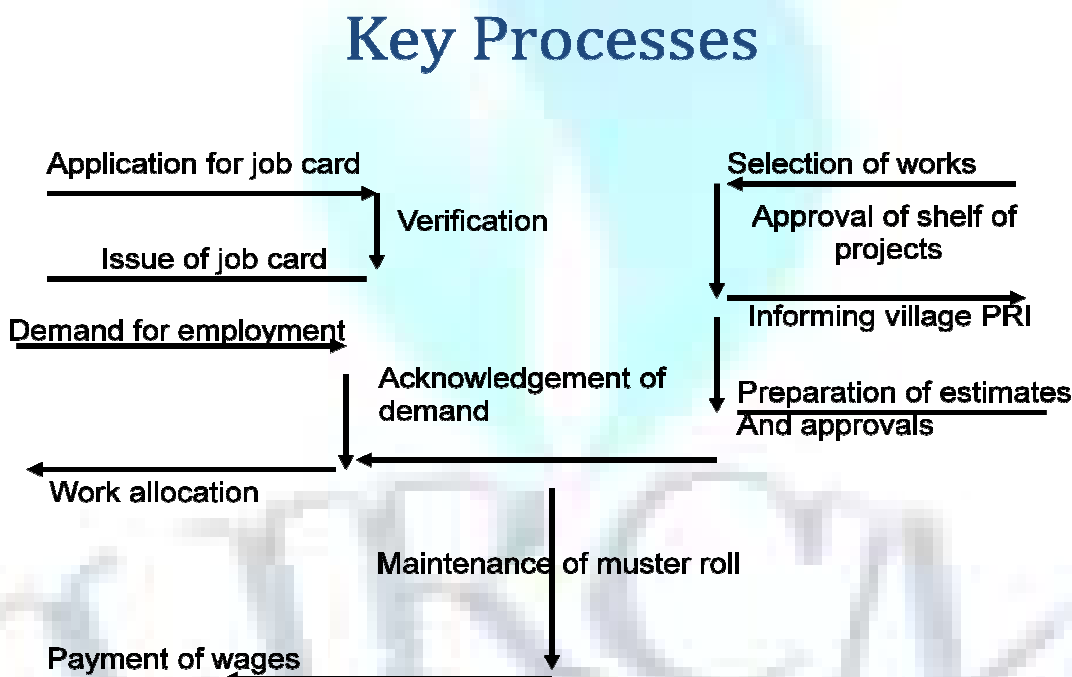 Key Processes
Application for job card
Verification
Issue of job card
Demand for employment
Acknowledgement of
demand
Work allocation
Selection of works
Approval of shelf of
projects
Informing village PRI
Preparation of estimates
And approvals
Maintenance of muster roll
Payment of wages